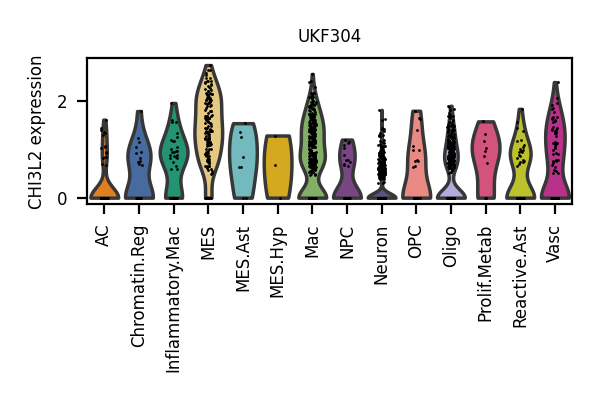 UKF304
CHI3L2 expression
2
0
AC
Chromatin.Reg
Inflammatory.Mac
MES
MES.Ast
MES.Hyp
Mac
NPC
Neuron
OPC
Oligo
Prolif.Metab
Reactive.Ast
Vasc